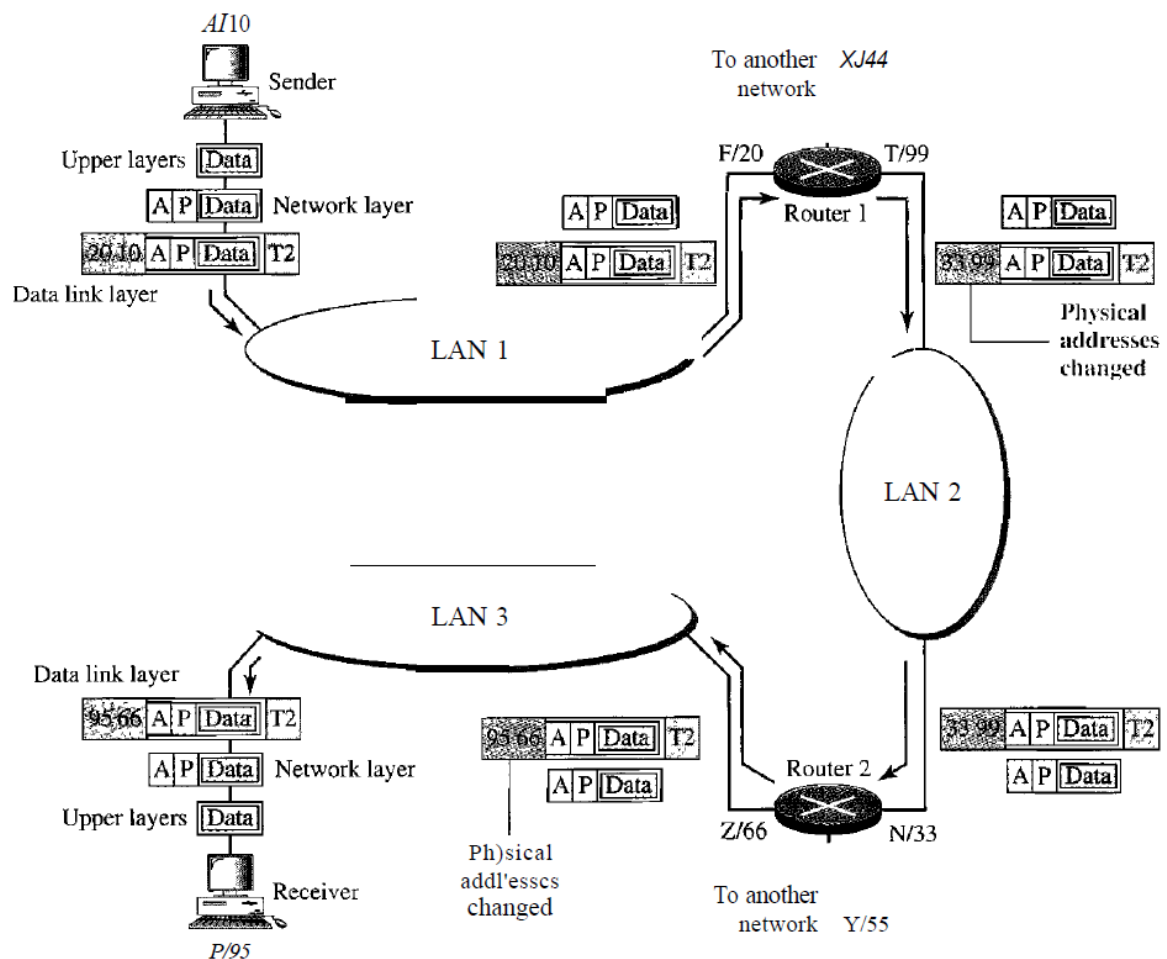 AI10
Sender
Upper layers Data
A P Data Network layer
20 10 A P Data T2
Data link layer
LAN 1
To another XJ44
network
F/20 T/99
Router 1
A P Data
20 10 A P Data T2
A P Data
33 99 A P Data T2
Physical
addresses
changed
LAN 2
LAN 3
Data link layer
95 66 A P Data T2
A P Data Network layer
Upper layers Data
Receiver
P/95
95 66 A P Data T2
A P Data
Ph)sical
addl'esscs
changed
Router 2
Z/66 N/33
To another
network Y/55
33 99 A P Data T2
A P Data